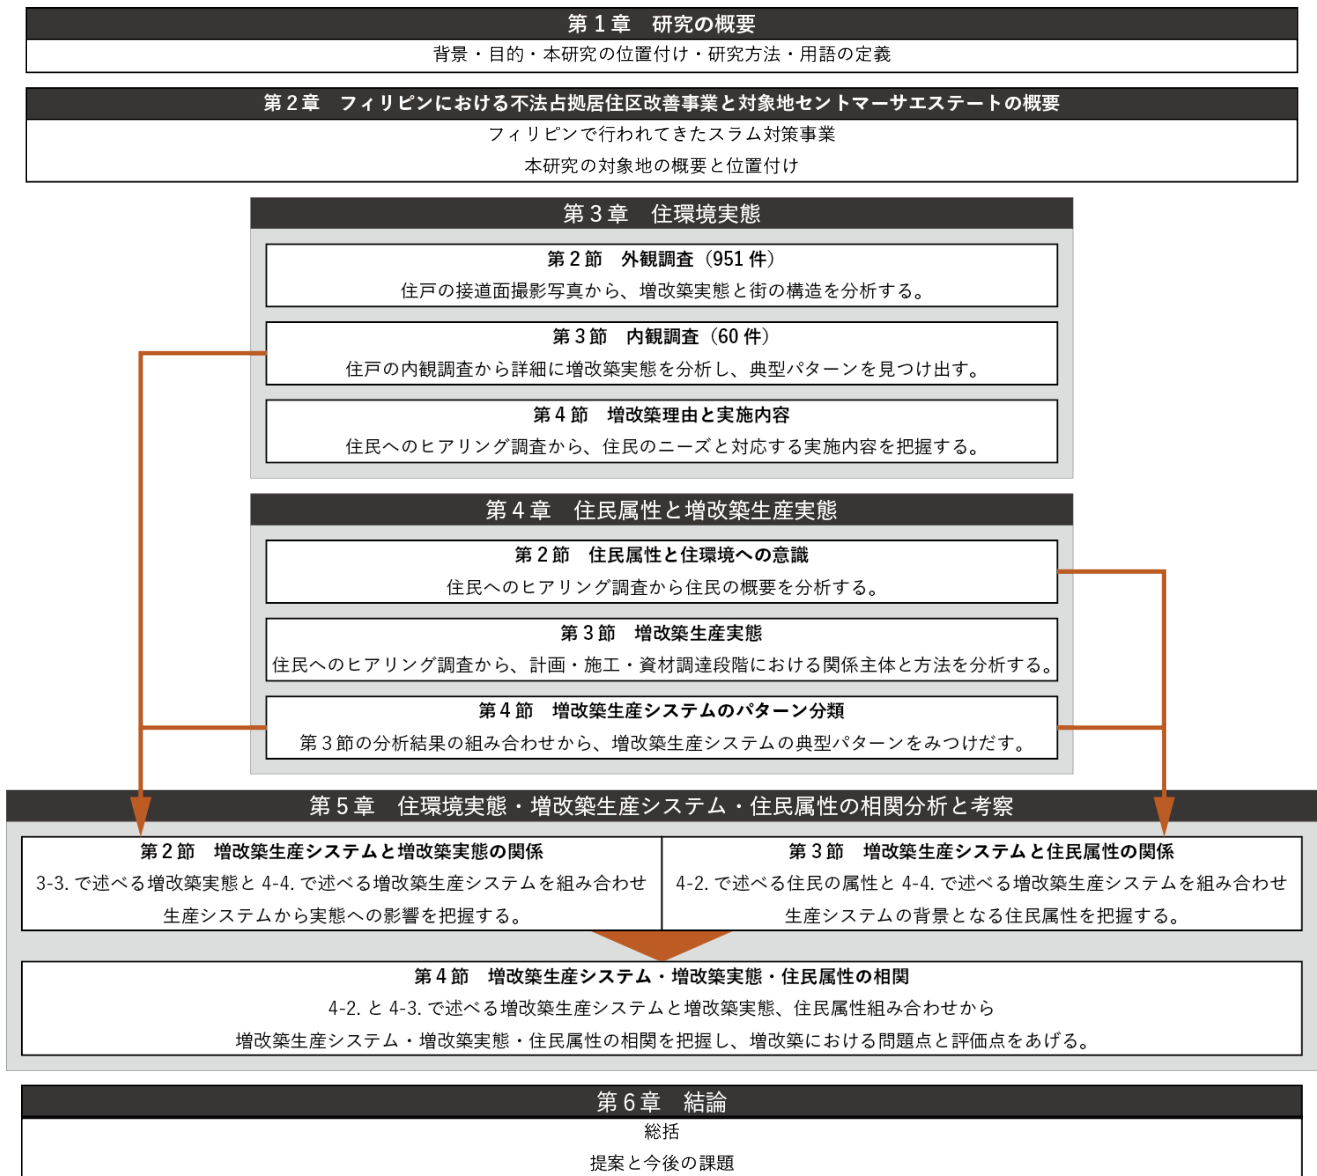 第1章　研究の概要
背景・目的・本研究の位置付け・研究方法・用語の定義
第2章　フィリピンにおける不法占拠居住区改善事業と対象地セントマーサエステートの概要
フィリピンで行われてきたスラム対策事業
本研究の対象地の概要と位置付け
第3章　住環境実態
第2節　外観調査（951件）
住戸の接道面撮影写真から、増改築実態と街の構造を分析する。
第3節　内観調査（60件）
住戸の内観調査から詳細に増改築実態を分析し、典型パターンを見つけ出す。
第4節　増改築理由と実施内容
住民へのヒアリング調査から、住民のニーズと対応する実施内容を把握する。
第4章　住民属性と増改築生産実態
第2節　住民属性と住環境への意識
住民へのヒアリング調査から住民の概要を分析する。
第3節　増改築生産実態
住民へのヒアリング調査から、計画・施工・資材調達段階における関係主体と方法を分析する。
第4節　増改築生産システムのパターン分類
第3節の分析結果の組み合わせから、増改築生産システムの典型パターンをみつけだす。
第5章　住環境実態・増改築生産システム・住民属性の相関分析と考察
第2節　増改築生産システムと増改築実態の関係
3-3. で述べる増改築実態と 4-4. で述べる増改築生産システムを組み合わせ
生産システムから実態への影響を把握する。
第3節　増改築生産システムと住民属性の関係
4-2. で述べる住民の属性と 4-4. で述べる増改築生産システムを組み合わせ
生産システムの背景となる住民属性を把握する。
第4節　増改築生産システム・増改築実態・住民属性の相関
4-2. と 4-3. で述べる増改築生産システムと増改築実態、住民属性組み合わせから
増改築生産システム・増改築実態・住民属性の相関を把握し、増改築における問題点と評価点をあげる。
第6章　結論
総括
提案と今後の課題